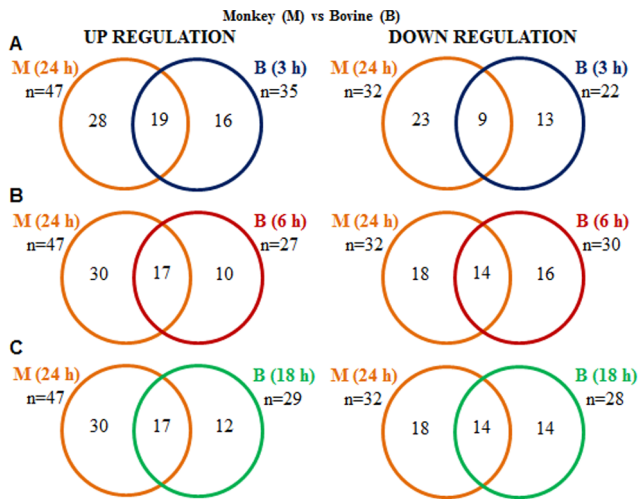 Monkey (M) vs Bovine (B)
UP REGULATION DOWN REGULATION
A
M (24 h) B (3 h) M (24 h) B (3 h)
n=47 n=35 n=32 n=22
28 19 16 23 9 13
B
M (24 h) B (6 h) M (24 h) B (6 h)
n=47 n=27 n=32 n=30
30 17 10 18 14 16
C
M (24 h) B (18 h) M (24 h) B (18 h)
n=47 n=29 n=32 n=28
30 17 12 18 14 14